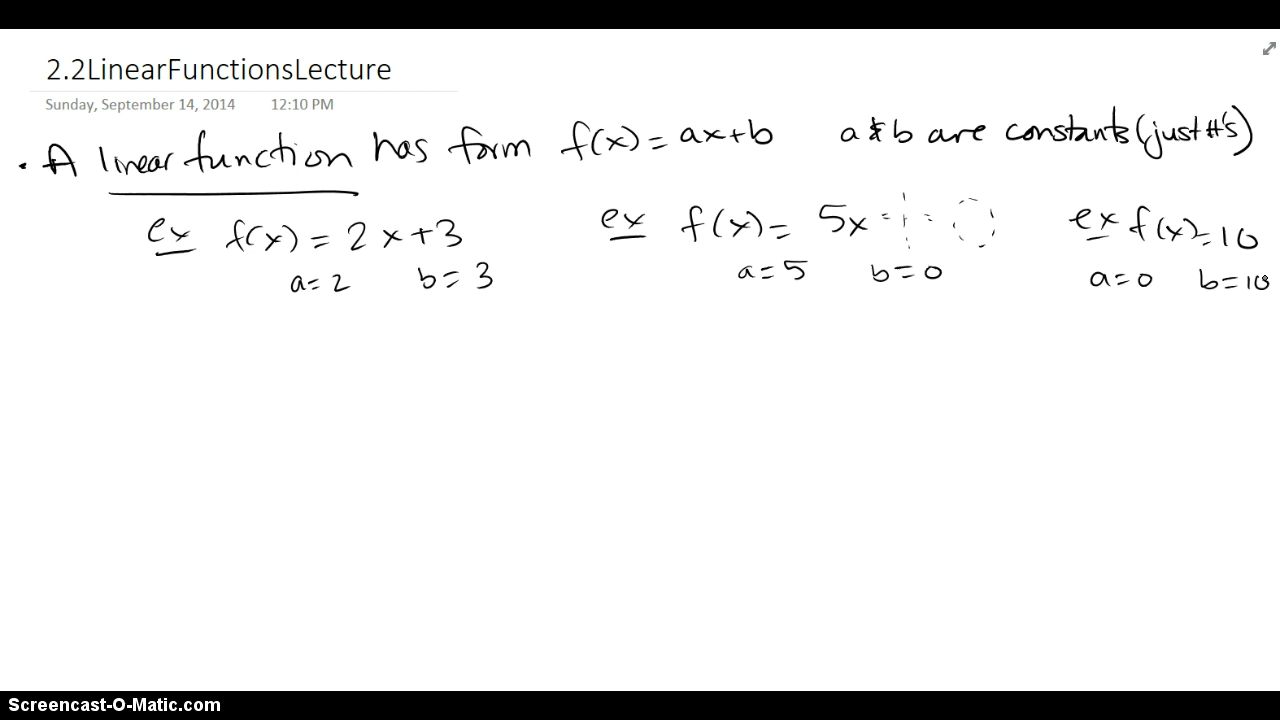 2.2LinearFunctionsLecture
Sunday, September 14, 2014 12:10 PM
• A linear function has form f(x) = ax+b a & b are constants (just #'s)
ex f(x) = 2x+3 ex f(x) = 5x + 0 ex f(x) = 10
a=2 b=3 a=5 b=0 a=0 b=10
Screencast-O-Matic.com